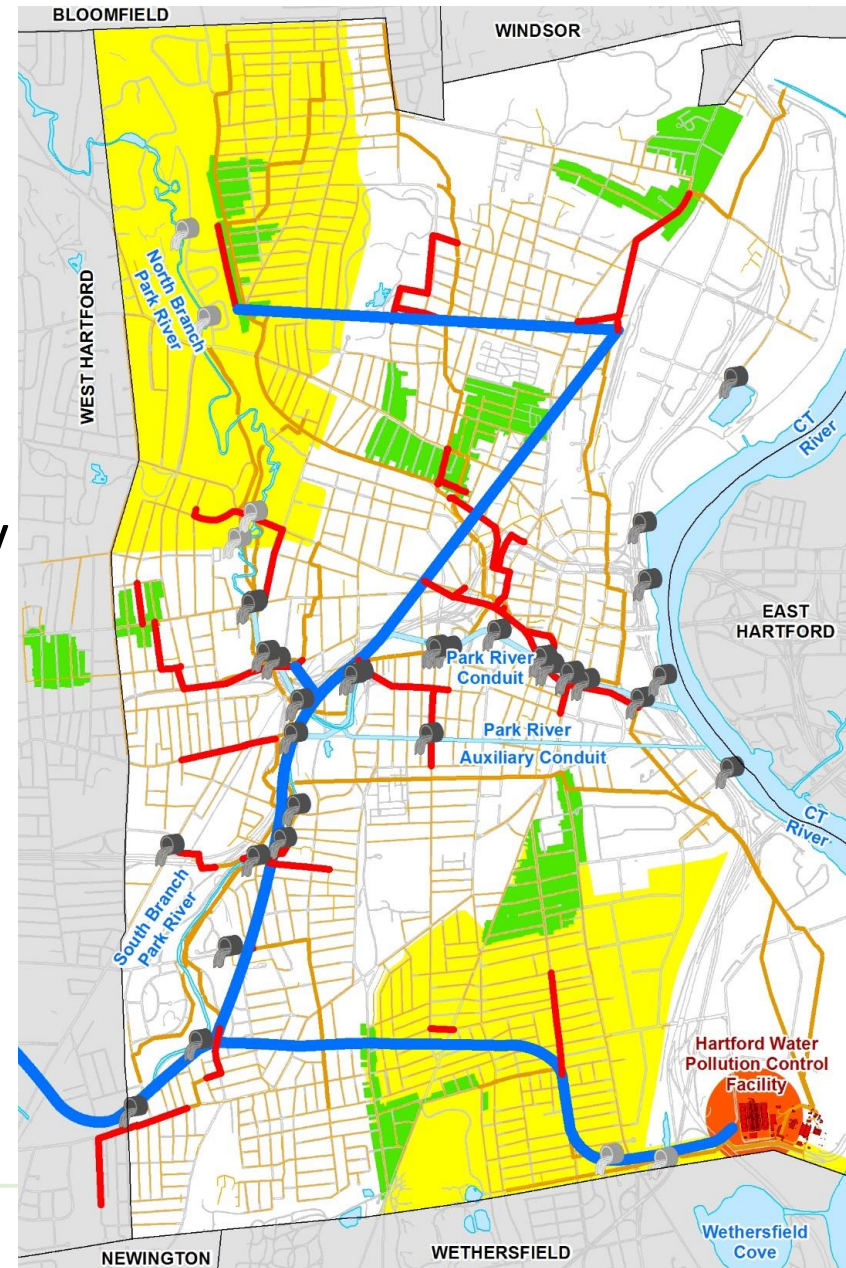 BLOOMFIELD
WINDSOR
WEST HARTFORD
North Branch
Park River
CT
River
EAST
HARTFORD
Park River
Conduit
Park River
Auxiliary Conduit
CT
River
South Branch
Park River
Hartford Water
Pollution Control
Facility
Wethersfield
Cove
NEWINGTON
WETHERSFIELD